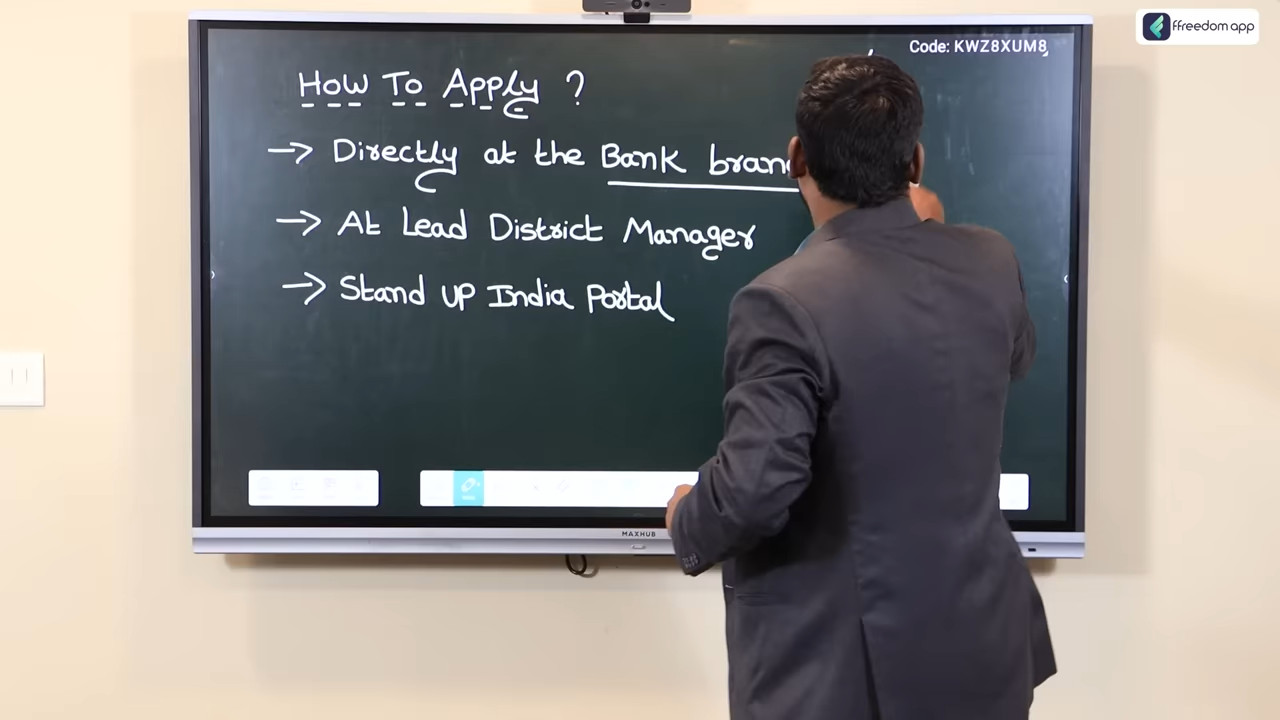 ffreedom app
Code: KWZ8XUM8
How To Apply ?
→ Directly at the Bank
→ At Lead District Manager
→ Stand UP India Portal
MAXHUB